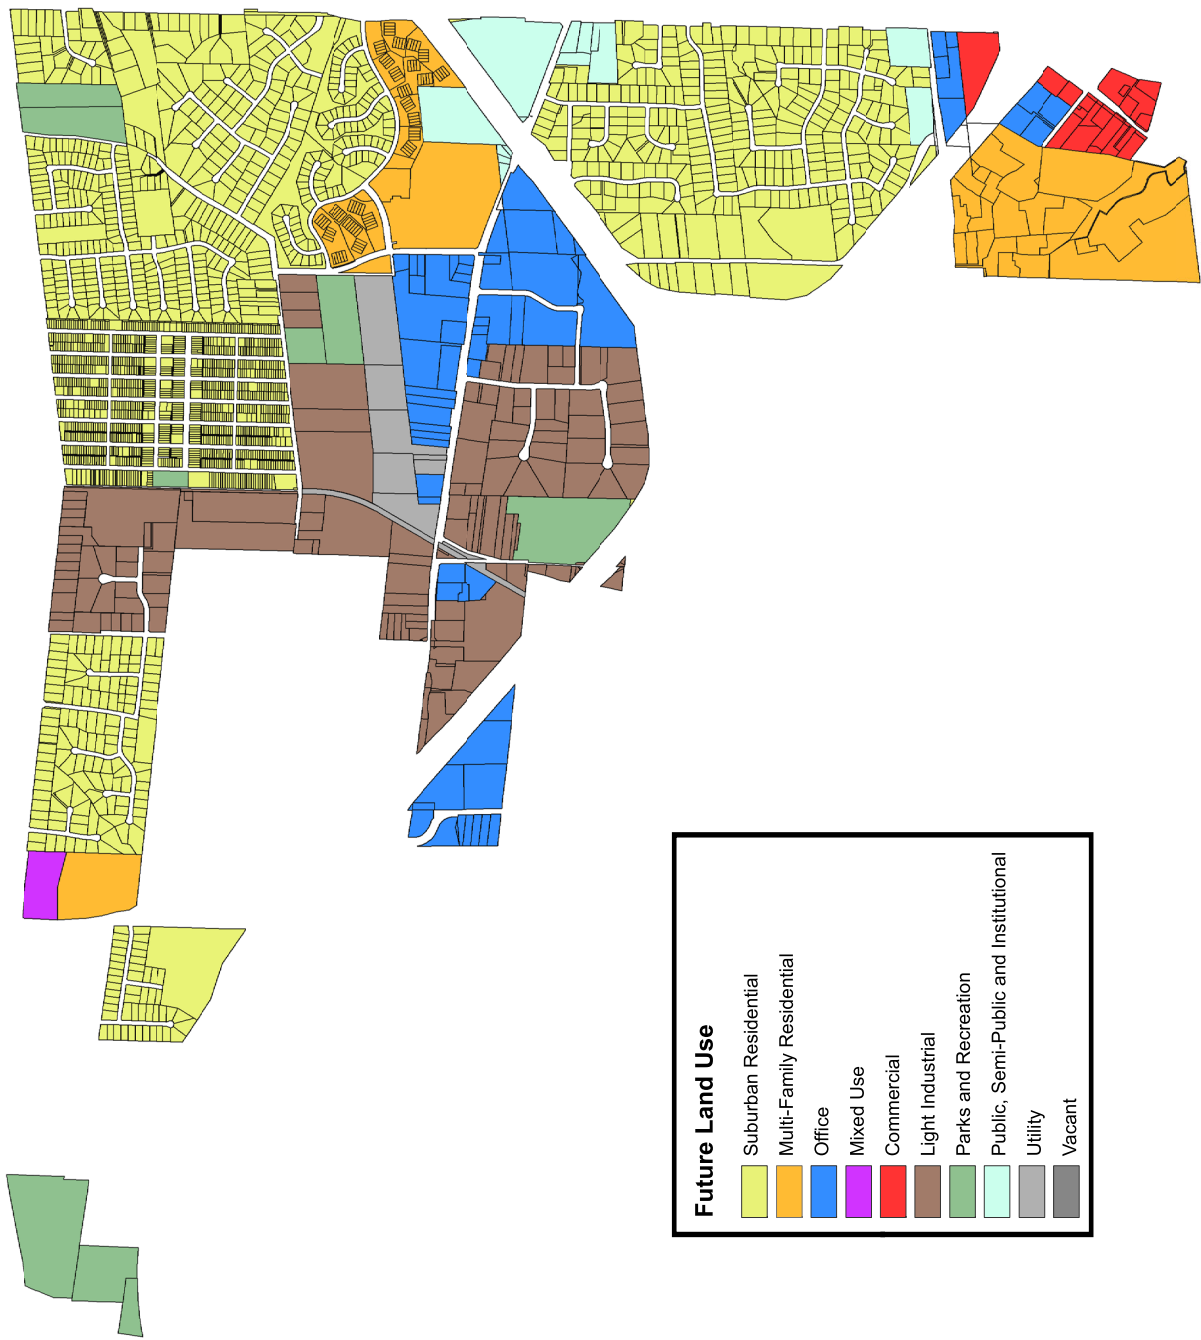 Future Land Use
Suburban Residential
Multi-Family Residential
Office
Mixed Use
Commercial
Light Industrial
Parks and Recreation
Public, Semi-Public and Institutional
Utility
Vacant